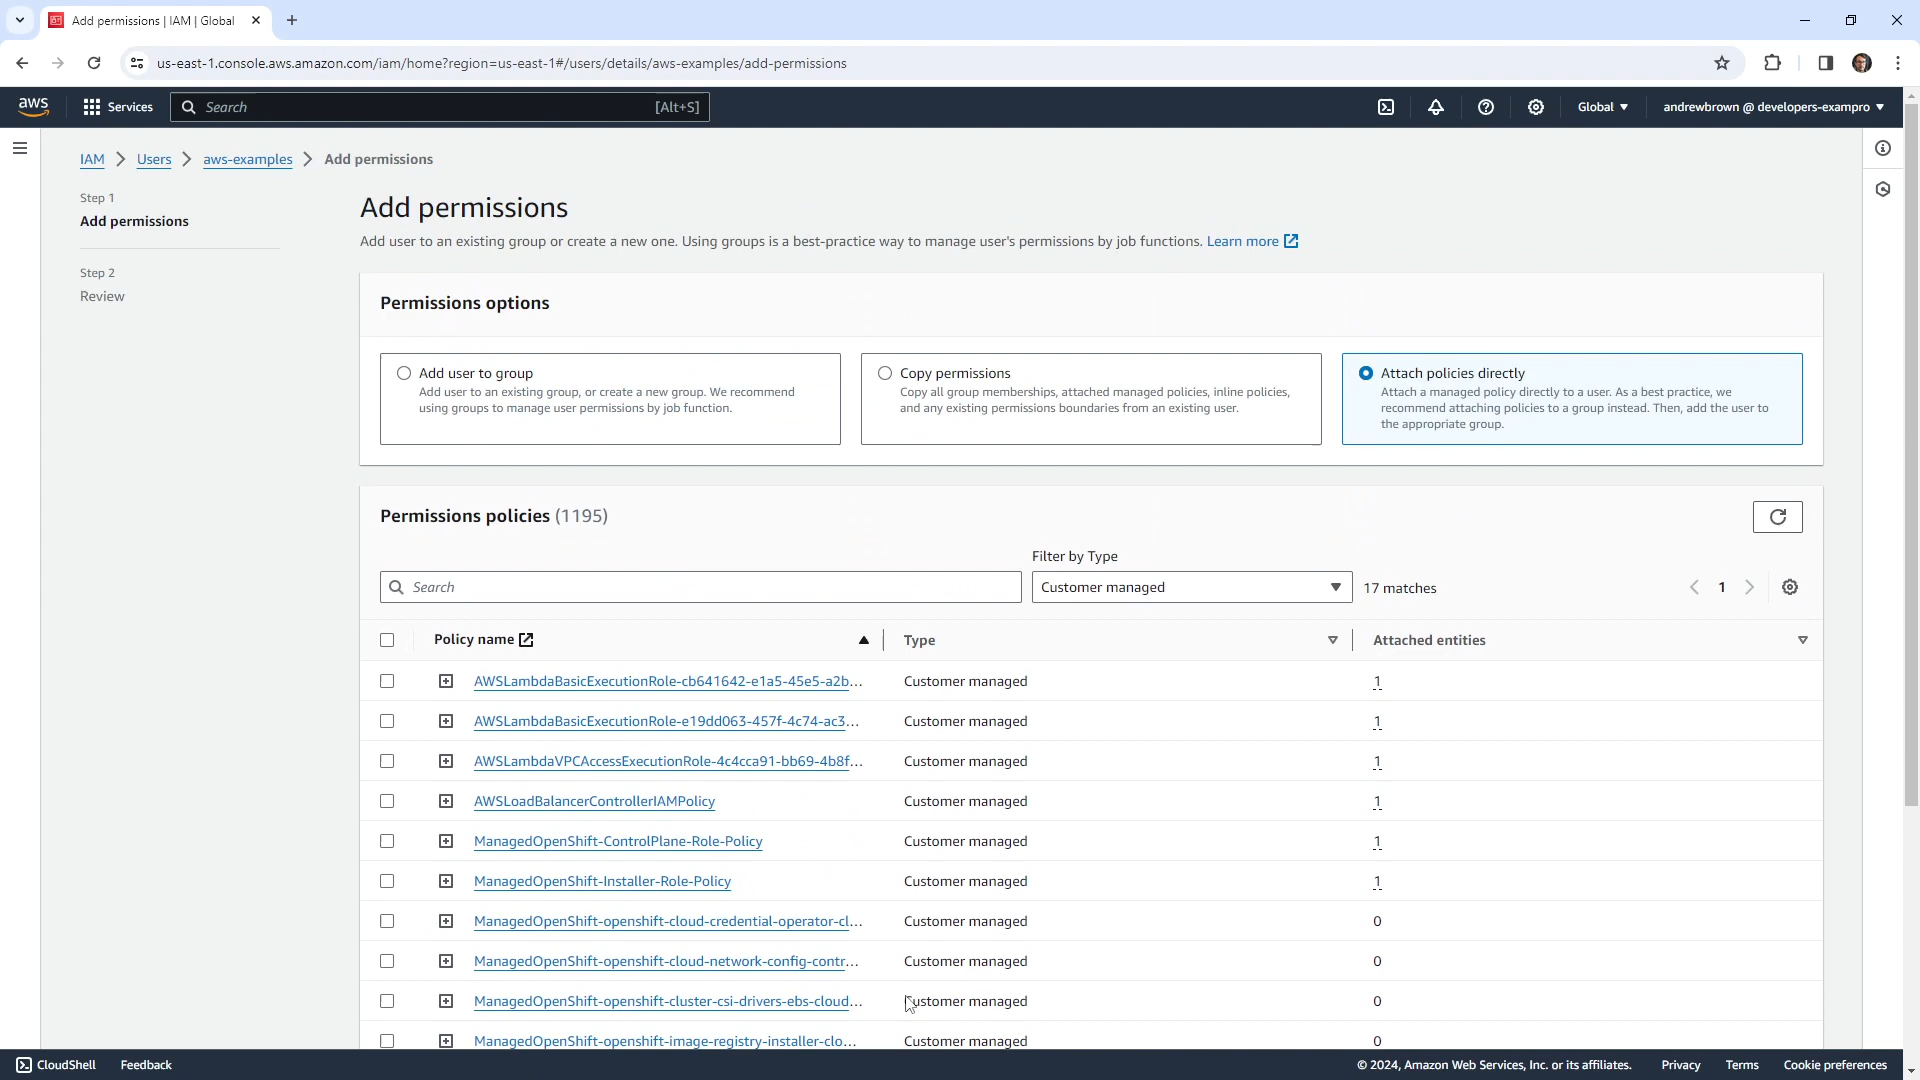 Add permissions | IAM | Global
us-east-1.console.aws.amazon.com/iam/home?region=us-east-1#/users/details/aws-examples/add-permissions
aws
Services
Search
[Alt+S]
Global
andrewbrown @ developers-exampro
IAM
Users
aws-examples
Add permissions
Step 1
Add permissions
Step 2
Review
Add permissions
Add user to an existing group or create a new one. Using groups is a best-practice way to manage user's permissions by job functions. Learn more
Permissions options
Add user to group
Add user to an existing group, or create a new group. We recommend
using groups to manage user permissions by job function.
Copy permissions
Copy all group memberships, attached managed policies, inline policies,
and any existing permissions boundaries from an existing user.
Attach policies directly
Attach a managed policy directly to a user. As a best practice, we
recommend attaching policies to a group instead. Then, add the user to
the appropriate group.
Permissions policies (1195)
Filter by Type
Search
Customer managed
17 matches
1
Policy name
Type
Attached entities
AWSLambdaBasicExecutionRole-cb641642-e1a5-45e5-a2b... Customer managed 1
AWSLambdaBasicExecutionRole-e19dd063-457f-4c74-ac3... Customer managed 1
AWSLambdaVPCAccessExecutionRole-4c4cca91-bb69-4b8f... Customer managed 1
AWSLoadBalancerControllerIAMPolicy Customer managed 1
ManagedOpenShift-ControlPlane-Role-Policy Customer managed 1
ManagedOpenShift-Installer-Role-Policy Customer managed 1
ManagedOpenShift-openshift-cloud-credential-operator-cl... Customer managed 0
ManagedOpenShift-openshift-cloud-network-config-contr... Customer managed 0
ManagedOpenShift-openshift-cluster-csi-drivers-ebs-cloud... Customer managed 0
ManagedOpenShift-openshift-image-registry-installer-clo... Customer managed 0
CloudShell
Feedback
© 2024, Amazon Web Services, Inc. or its affiliates.
Privacy
Terms
Cookie preferences